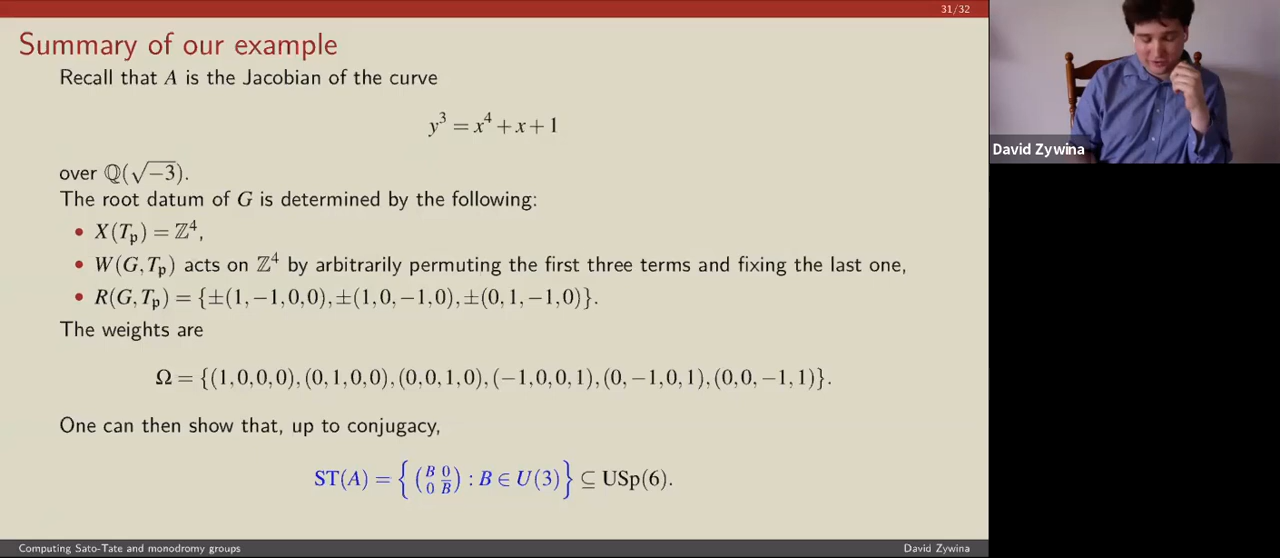 31/32
Summary of our example
Recall that A is the Jacobian of the curve
y³ = x⁴ + x + 1
over ℚ(√−3).
The root datum of G is determined by the following:
• X(T_𝔭) = ℤ⁴,
• W(G, T_𝔭) acts on ℤ⁴ by arbitrarily permuting the first three terms and fixing the last one,
• R(G, T_𝔭) = {±(1,−1,0,0), ±(1,0,−1,0), ±(0,1,−1,0)}.
The weights are
Ω = {(1,0,0,0), (0,1,0,0), (0,0,1,0), (−1,0,0,1), (0,−1,0,1), (0,0,−1,1)}.
One can then show that, up to conjugacy,
ST(A) = { (B 0 / 0 B̅) : B ∈ U(3) } ⊆ USp(6).
Computing Sato-Tate and monodromy groups
David Zywina
David Zywina